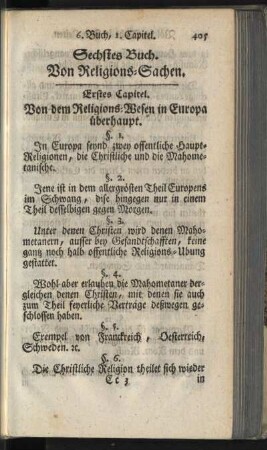 6. Buch, 1. Capitel. 405
Sechstes Buch.
Von Religions-Sachen.
Erstes Capitel.
Von dem Religions-Wesen in Europa
überhaupt.
§. 1.
In Europa seynd zwey offentliche Haupt-
Religionen, die Christliche und die Mahome-
tanische.
§. 2.
Jene ist in dem allergrösten Theil Europens
im Schwang, dise hingegen nur in einem
Theil desselbigen gegen Morgen.
§. 3.
Unter denen Christen wird denen Maho-
metanern, ausser bey Gesandtschafften, keine
ganz noch halb offentliche Religions-Ubung
gestattet.
§. 4.
Wohl aber erlauben die Mahometaner der-
gleichen denen Christen, mit denen sie auch
zum Theil feyerliche Verträge deßwegen ge-
schlossen haben.
§. 5.
Exempel von Franckreich, Oesterreich,
Schweden. ꝛc.
§. 6.
Die Christliche Religion theilet sich wieder
Cc 3 in